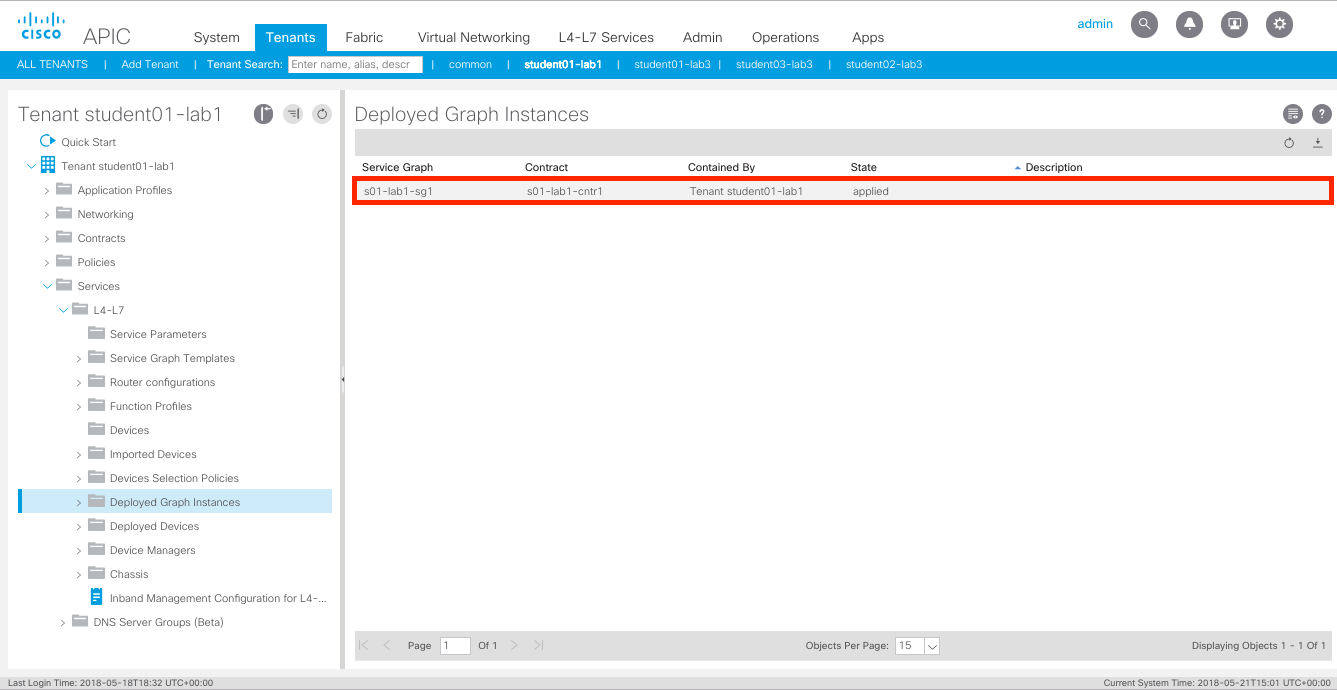 cisco APIC System Tenants Fabric Virtual Networking L4-L7 Services Admin Operations Apps admin
ALL TENANTS | Add Tenant | Tenant Search: Enter name, alias, descr | common | student01-lab1 | student01-lab3 | student03-lab3 | student02-lab3
Tenant student01-lab1
Quick Start
Tenant student01-lab1
Application Profiles
Networking
Contracts
Policies
Services
L4-L7
Service Parameters
Service Graph Templates
Router configurations
Function Profiles
Devices
Imported Devices
Devices Selection Policies
Deployed Graph Instances
Deployed Devices
Device Managers
Chassis
Inband Management Configuration for L4-...
DNS Server Groups (Beta)
Deployed Graph Instances
?
Service Graph Contract Contained By State Description
s01-lab1-sg1 s01-lab1-cntr1 Tenant student01-lab1 applied
Page 1 Of 1 Objects Per Page: 15 Displaying Objects 1 - 1 Of 1
Last Login Time: 2018-05-18T18:32 UTC+00:00 Current System Time: 2018-05-21T15:01 UTC+00:00